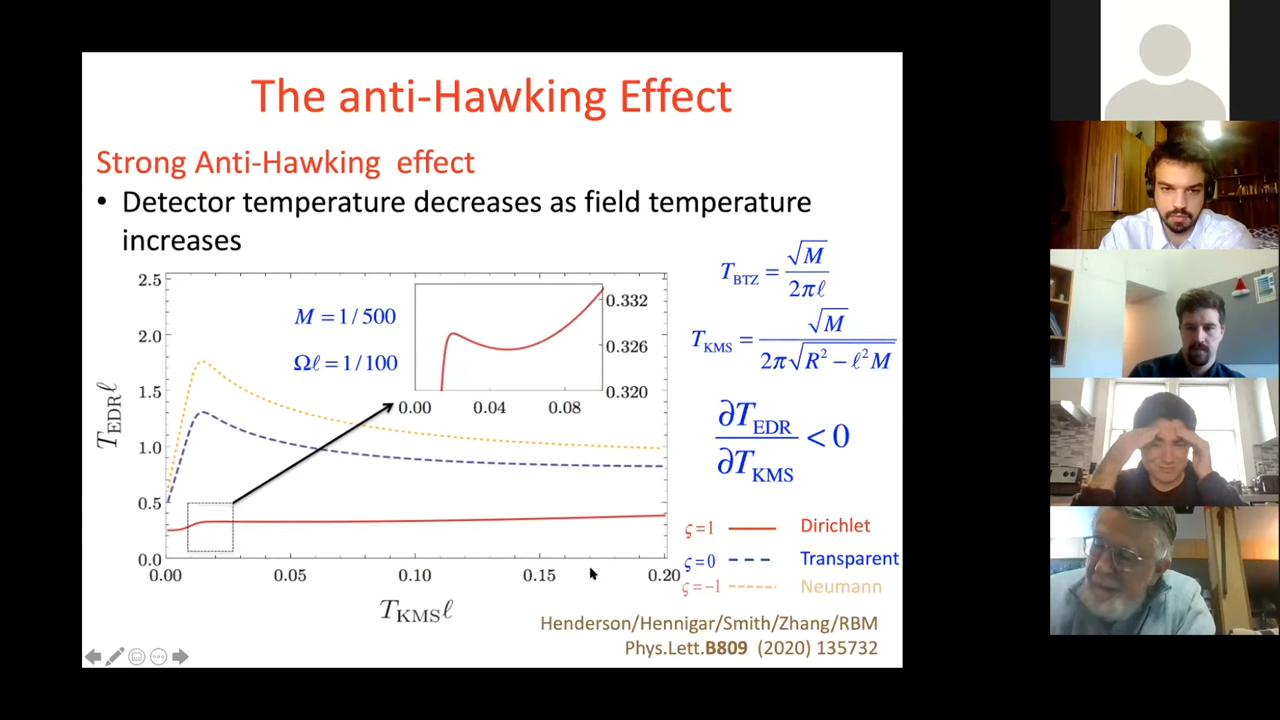 The anti-Hawking Effect
Strong Anti-Hawking effect
• Detector temperature decreases as field temperature
increases
T_BTZ = √M / 2πℓ
T_KMS = √M / 2π√(R² − ℓ²M)
∂T_EDR / ∂T_KMS < 0
M = 1/500
Ωℓ = 1/100
2.5
2.0
1.5
1.0
0.5
0.0
T_EDR ℓ
0.332
0.326
0.320
0.00 0.04 0.08
0.00 0.05 0.10 0.15 0.20
T_KMS ℓ
ς=1 Dirichlet
ς=0 Transparent
ς=−1 Neumann
Henderson/Hennigar/Smith/Zhang/RBM
Phys.Lett.B809 (2020) 135732